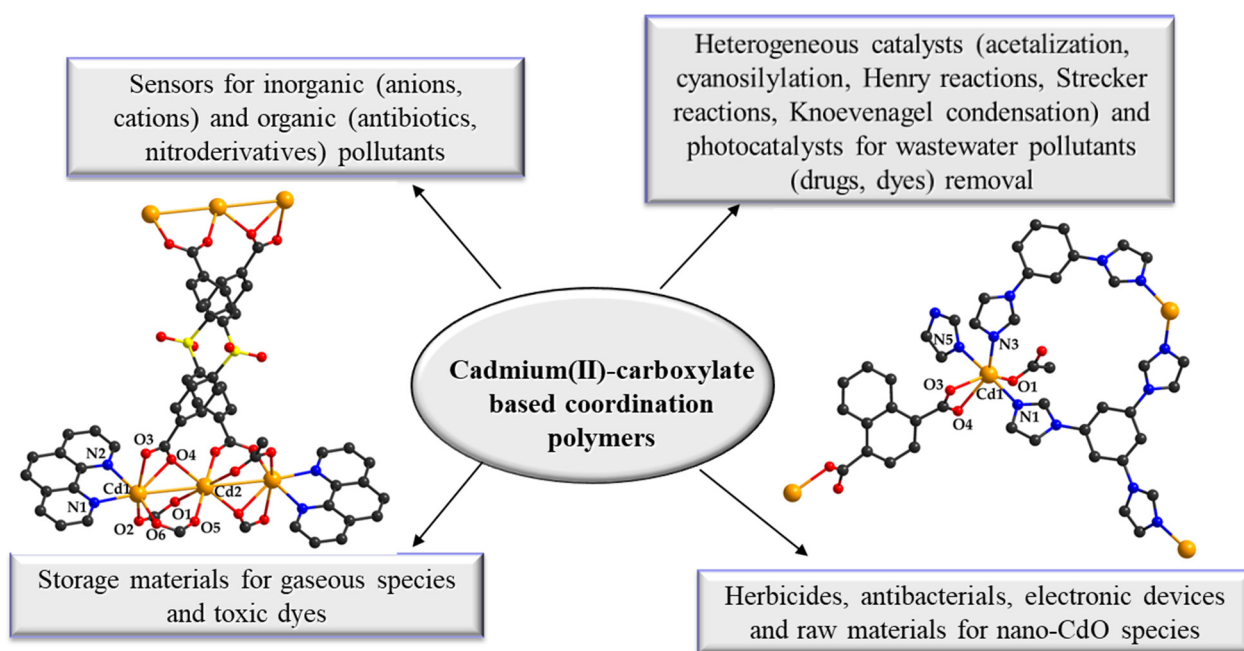 Sensors for inorganic (anions,
cations) and organic (antibiotics,
nitroderivatives) pollutants
Heterogeneous catalysts (acetalization,
cyanosilylation, Henry reactions, Strecker
reactions, Knoevenagel condensation) and
photocatalysts for wastewater pollutants
(drugs, dyes) removal
Cadmium(II)-carboxylate
based coordination
polymers
O3
N2
O4
Cd1
Cd2
N1
O1
O2
O6
O5
N5
N3
O3
O1
Cd1
O4
N1
Storage materials for gaseous species
and toxic dyes
Herbicides, antibacterials, electronic devices
and raw materials for nano-CdO species